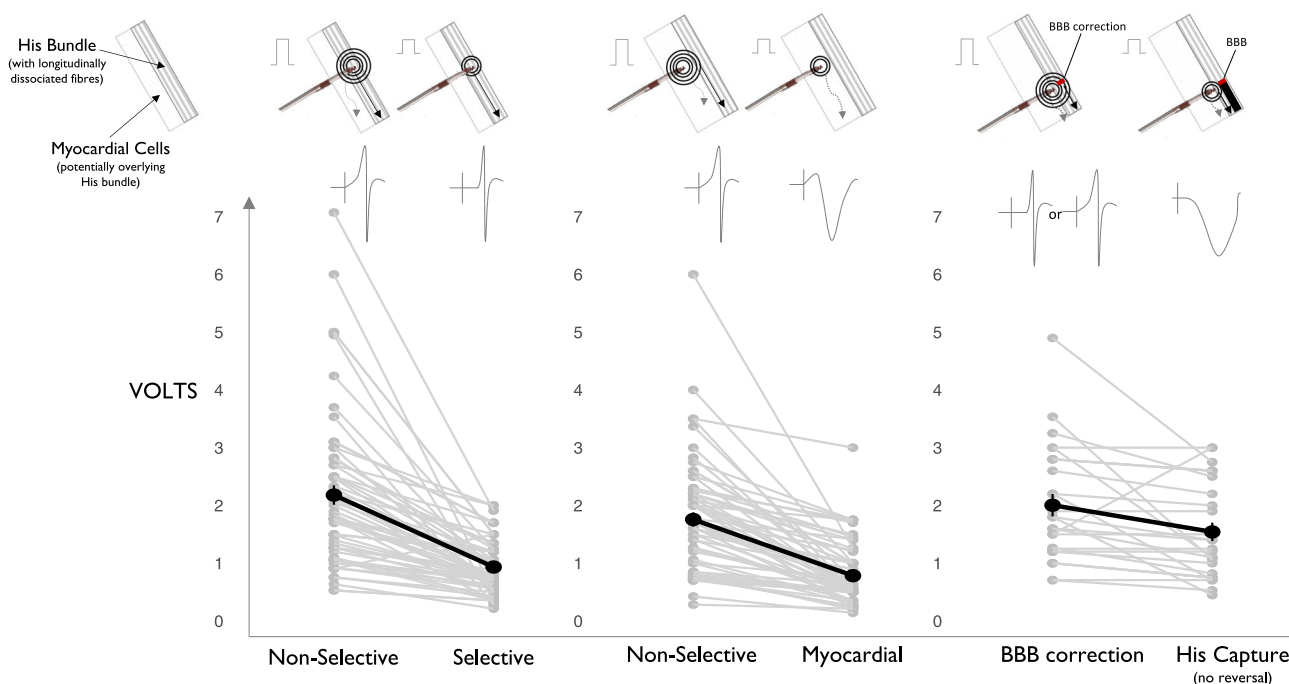 His Bundle
(with longitudinally
dissociated fibres)
Myocardial Cells
(potentially overlying
His bundle)
BBB correction
BBB
or
VOLTS
7
6
5
4
3
2
1
0
7
6
5
4
3
2
1
0
7
6
5
4
3
2
1
0
Non-Selective
Selective
Non-Selective
Myocardial
BBB correction
His Capture
(no reversal)